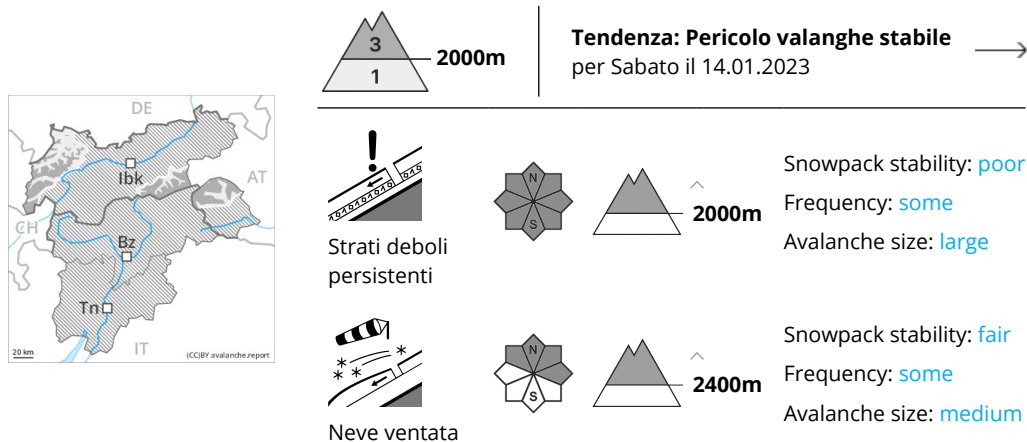 3
1
2000m
Tendenza: Pericolo valanghe stabile
per Sabato il 14.01.2023
DE
Ibk
AT
CH
Bz
Tn
IT
20 km
(CC)BY avalanche.report
N
S
2000m
Strati deboli
persistenti
Snowpack stability: poor
Frequency: some
Avalanche size: large
N
S
2400m
Neve ventata
Snowpack stability: fair
Frequency: some
Avalanche size: medium